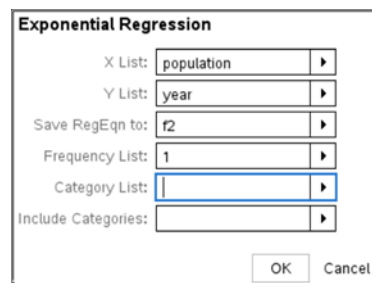 Exponential Regression
X List: population
Y List: year
Save RegEqn to: f2
Frequency List: 1
Category List:
Include Categories:
OK Cancel